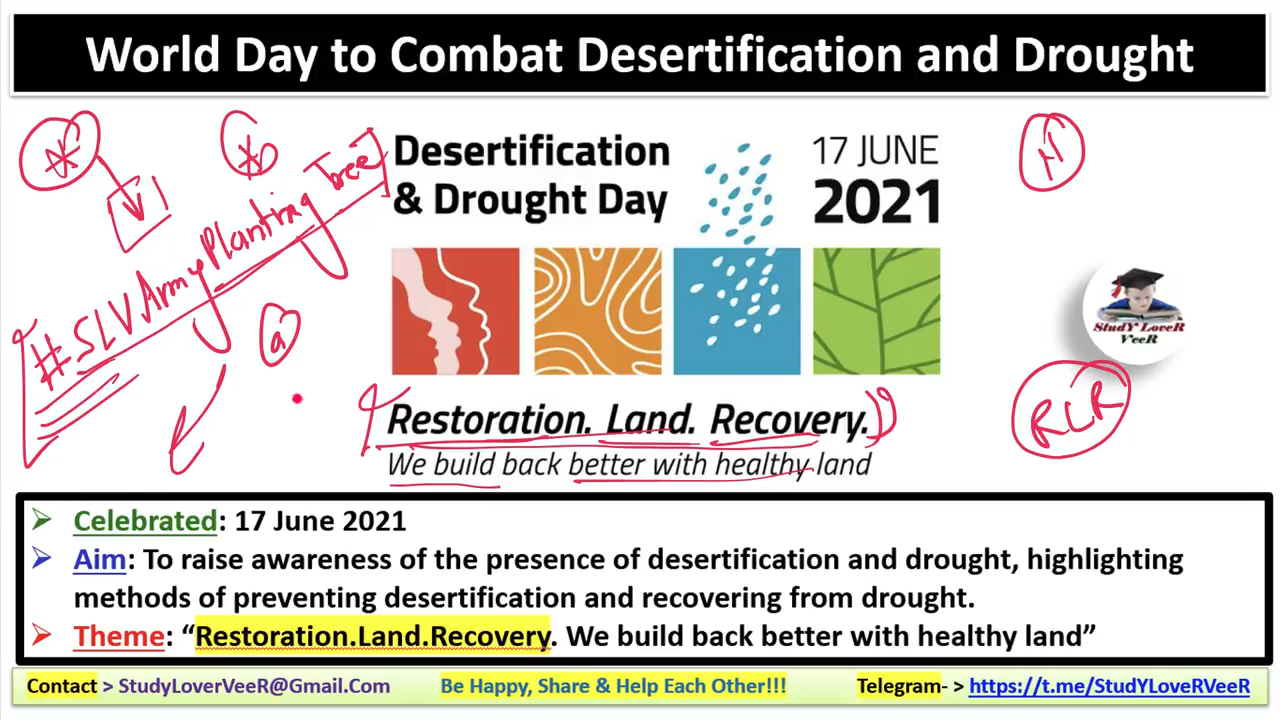 World Day to Combat Desertification and Drought
Desertification
& Drought Day
17 JUNE
2021
#SLVArmyPlantingTree
a
StudY LoveR
VeeR
RLR
Restoration. Land. Recovery.
We build back better with healthy land
Celebrated: 17 June 2021
Aim: To raise awareness of the presence of desertification and drought, highlighting
methods of preventing desertification and recovering from drought.
Theme: “Restoration.Land.Recovery. We build back better with healthy land”
Contact > StudyLoverVeeR@Gmail.Com
Be Happy, Share & Help Each Other!!!
Telegram- > https://t.me/StudYLoveRVeeR